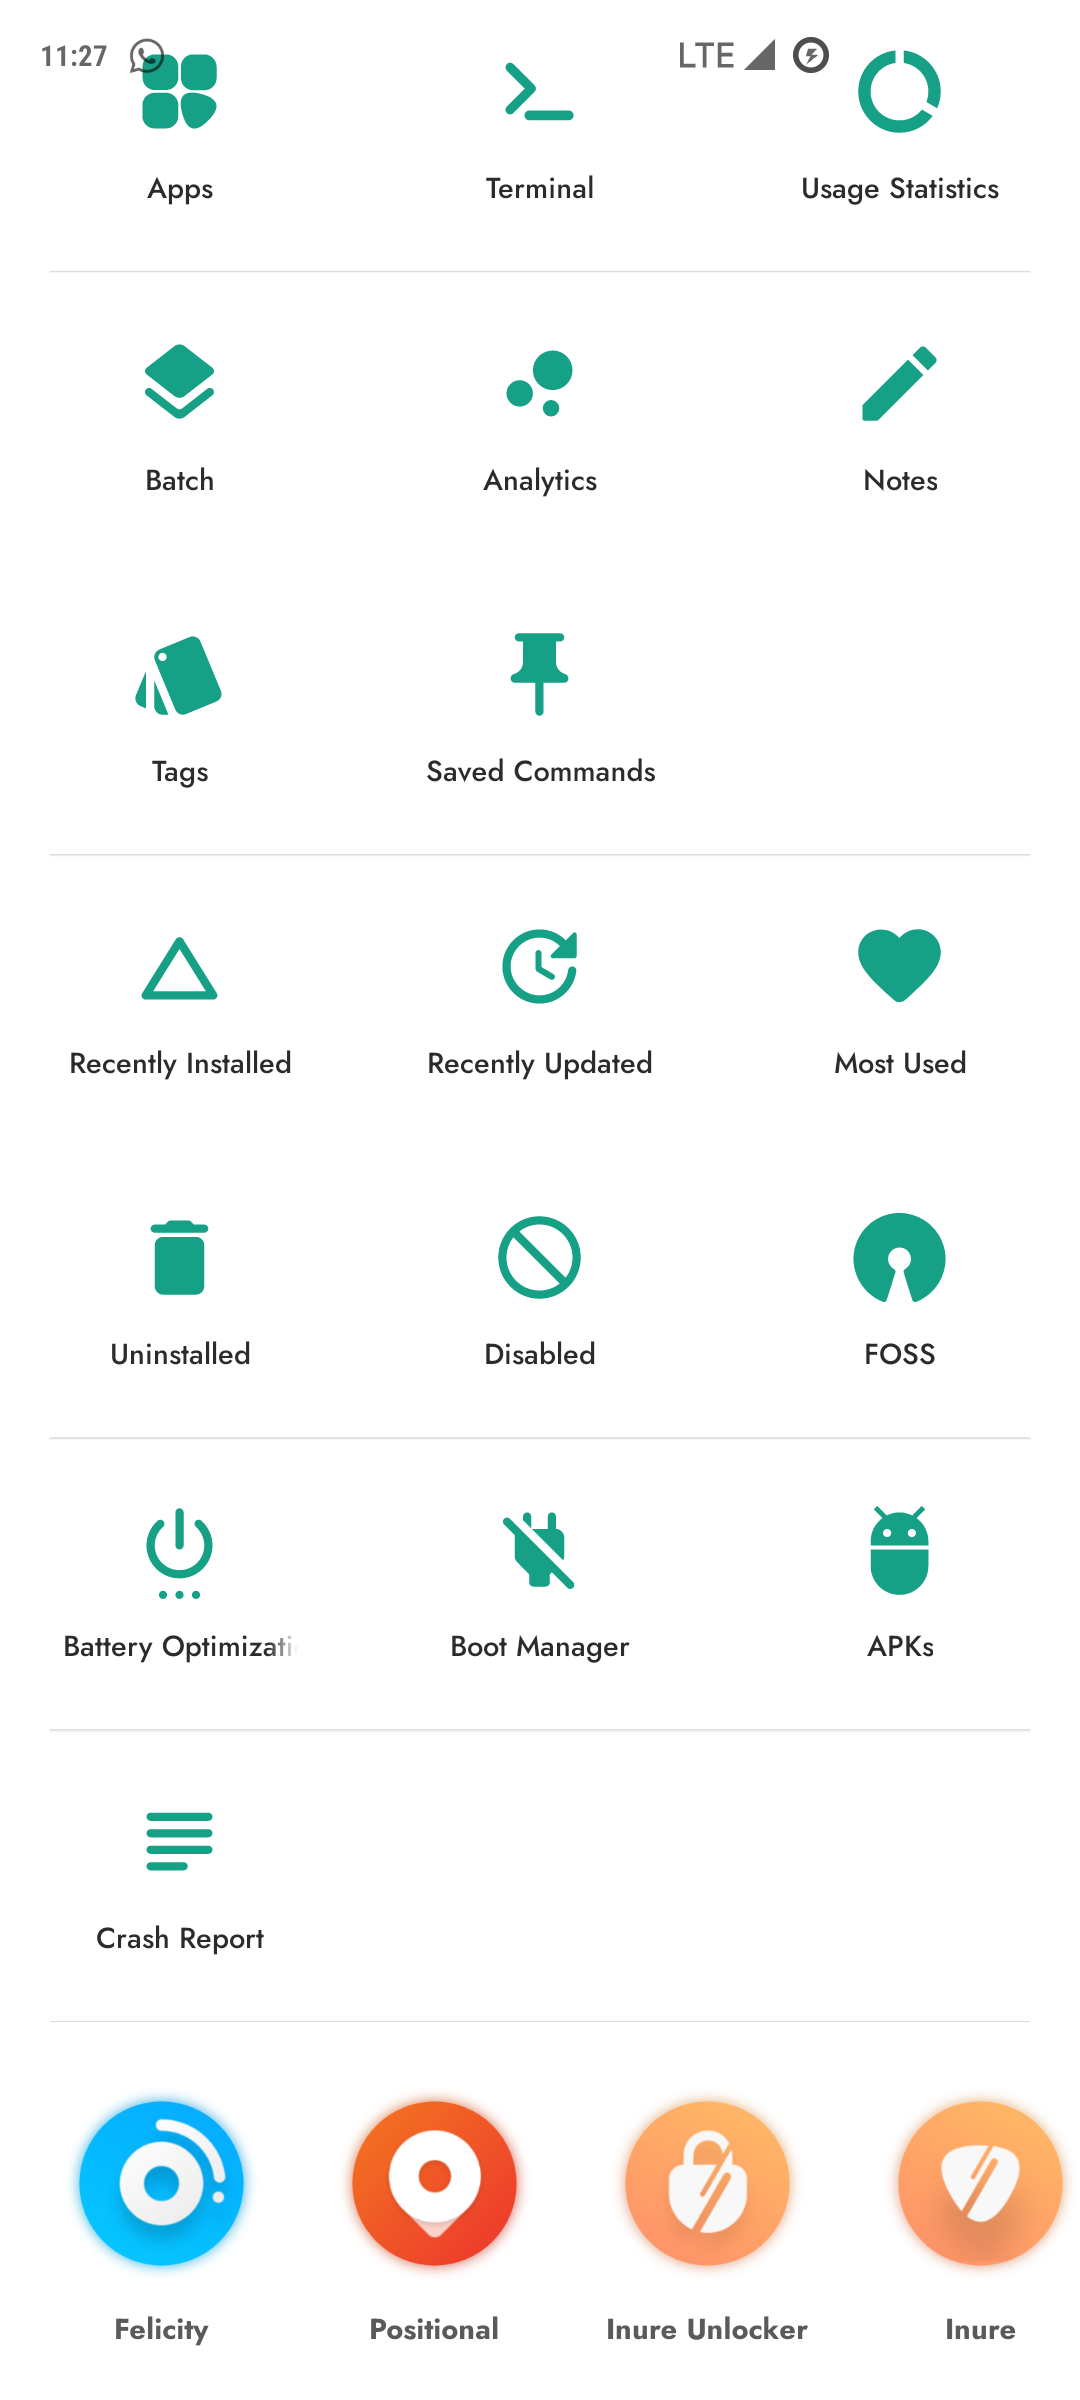 11:27 LTE
Apps Terminal Usage Statistics
Batch Analytics Notes
Tags Saved Commands
Recently Installed Recently Updated Most Used
Uninstalled Disabled FOSS
Battery Optimizati Boot Manager APKs
Crash Report
Felicity Positional Inure Unlocker Inure